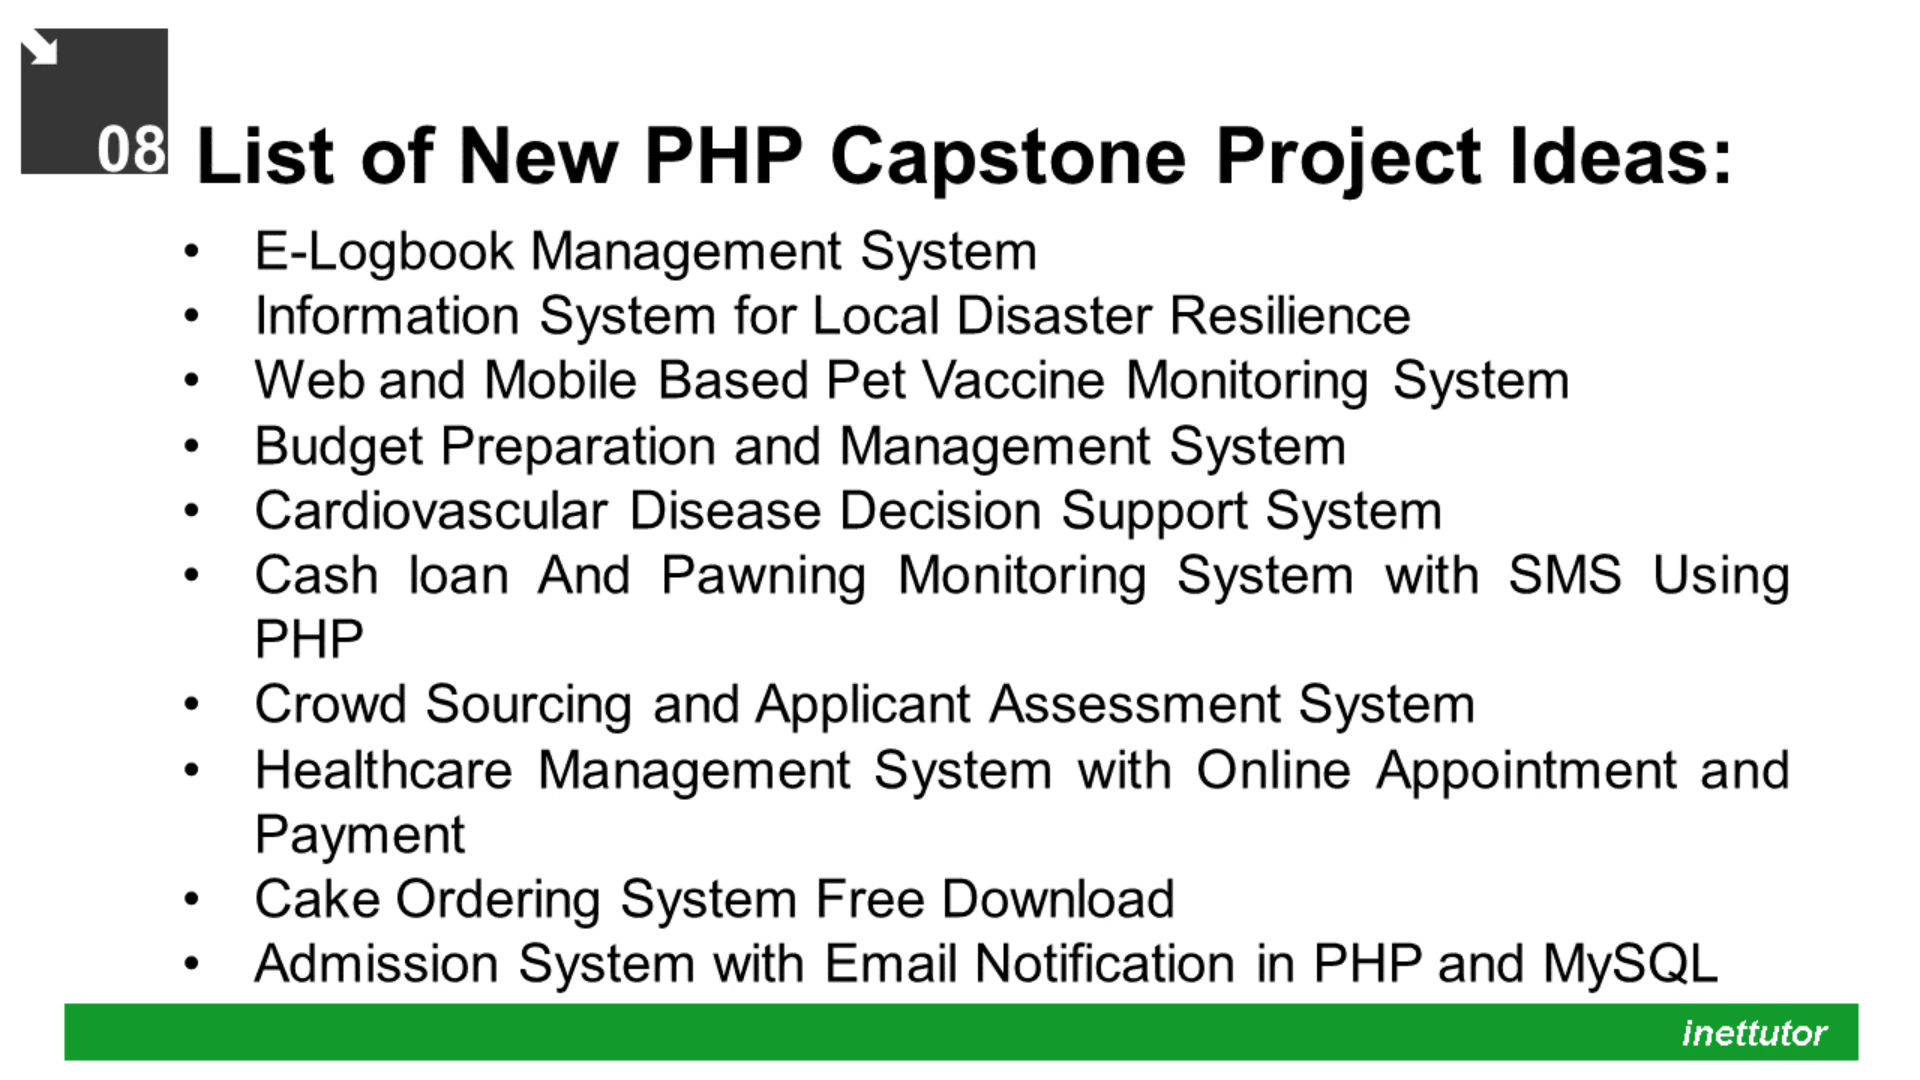 08
List of New PHP Capstone Project Ideas:
• E-Logbook Management System
• Information System for Local Disaster Resilience
• Web and Mobile Based Pet Vaccine Monitoring System
• Budget Preparation and Management System
• Cardiovascular Disease Decision Support System
• Cash loan And Pawning Monitoring System with SMS Using
PHP
• Crowd Sourcing and Applicant Assessment System
• Healthcare Management System with Online Appointment and
Payment
• Cake Ordering System Free Download
• Admission System with Email Notification in PHP and MySQL
inettutor